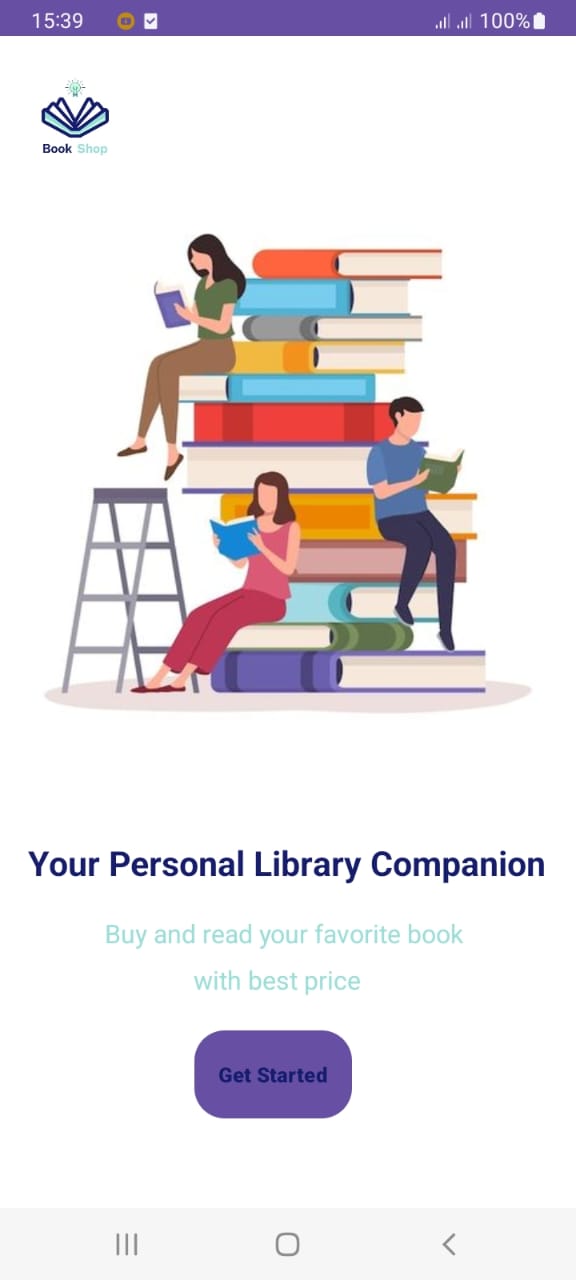 15:39
100%
Book Shop
Your Personal Library Companion
Buy and read your favorite book
with best price
Get Started